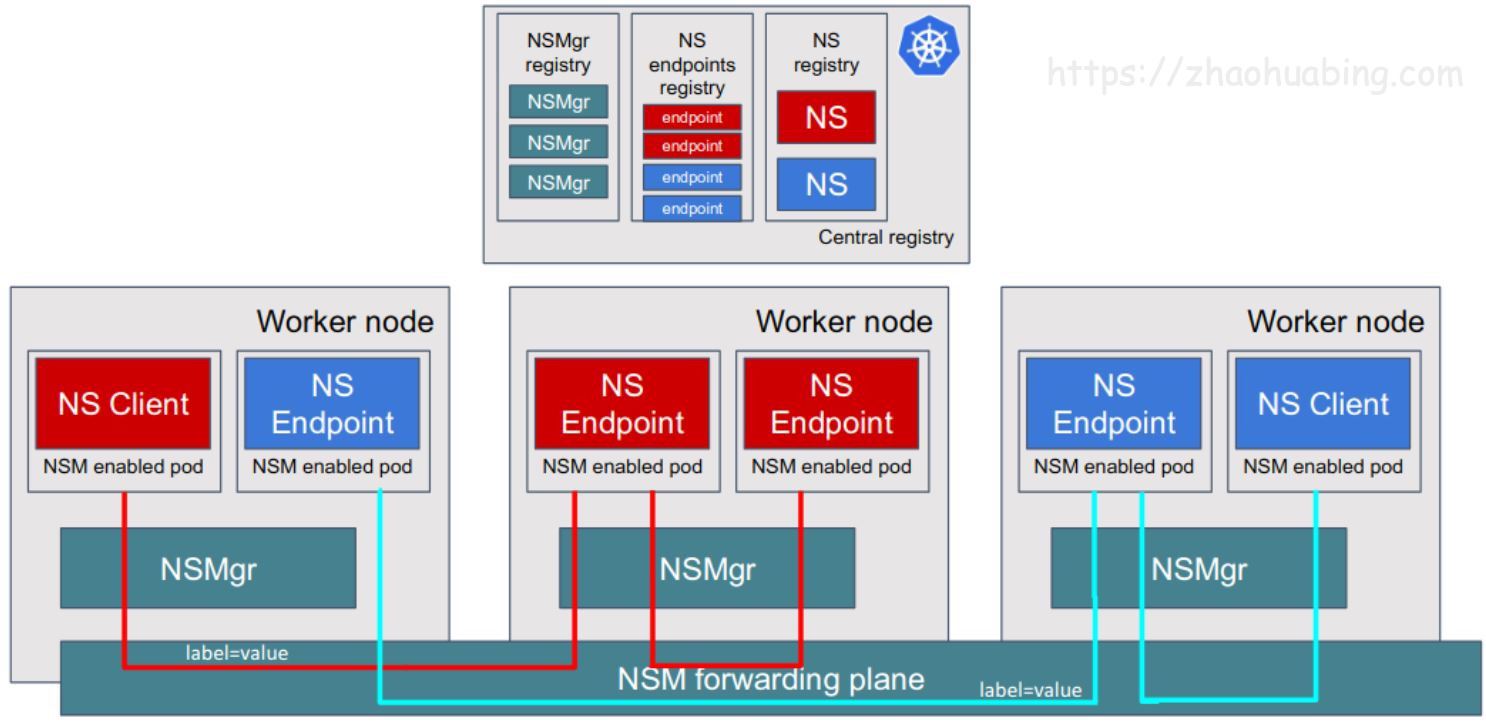 NSMgr
registry
NSMgr
NSMgr
NSMgr
NS
endpoints
registry
endpoint
endpoint
endpoint
endpoint
NS
registry
NS
NS
Central registry
https://zhaohuabing.com
Worker node
NS Client
NSM enabled pod
NS
Endpoint
NSM enabled pod
NSMgr
Worker node
NS
Endpoint
NSM enabled pod
NS
Endpoint
NSM enabled pod
NSMgr
Worker node
NS
Endpoint
NSM enabled pod
NS Client
NSM enabled pod
NSMgr
label=value
NSM forwarding plane
label=value